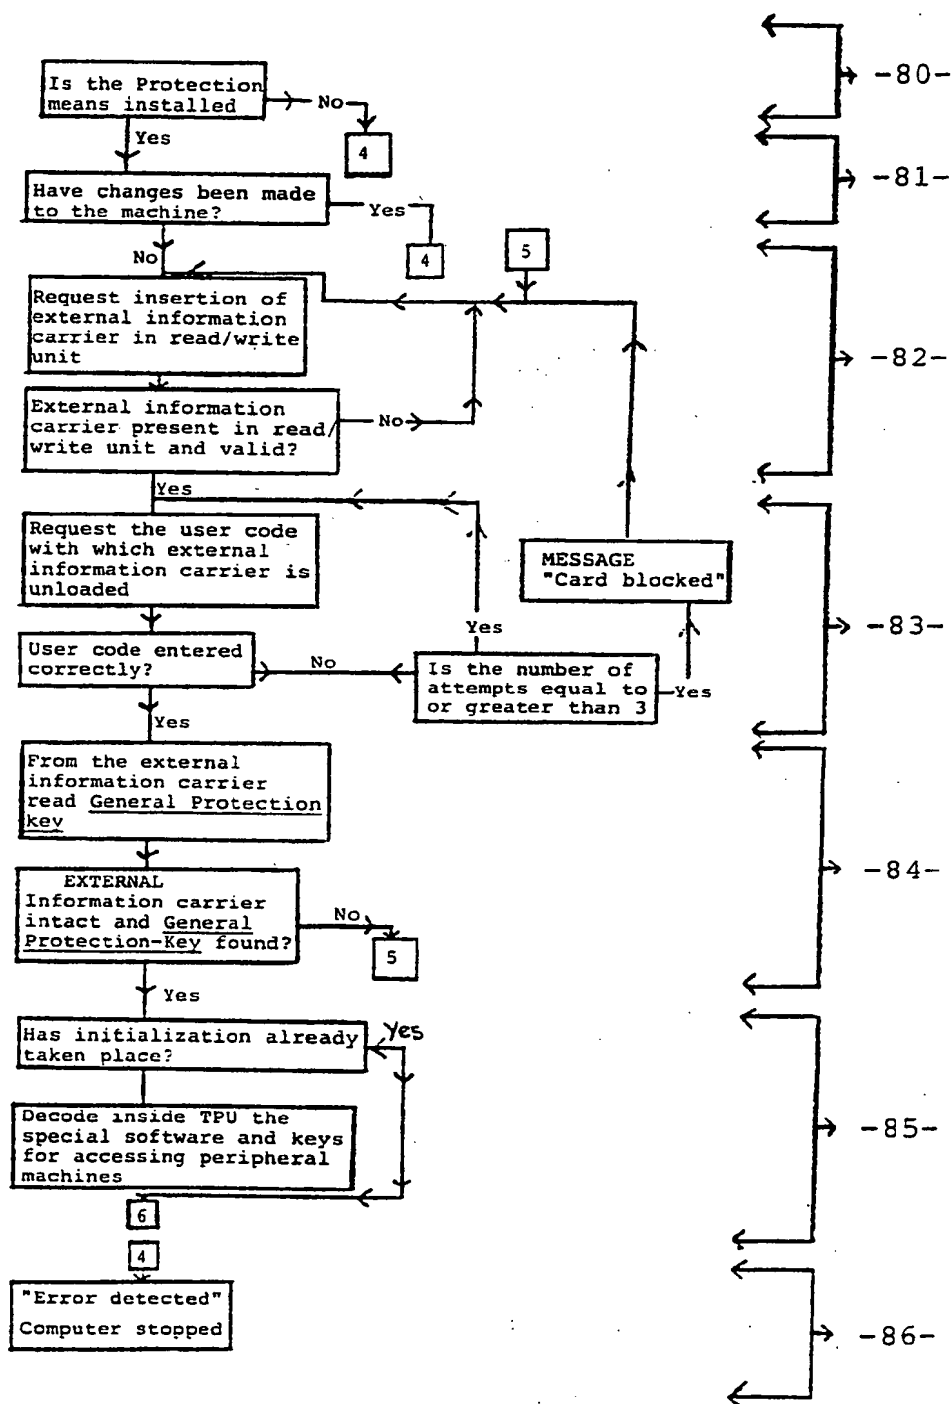 -80-
Is the Protection
means installed
No
4
Yes
-81-
Have changes been made
to the machine?
Yes
4
5
No
Request insertion of
external information
carrier in read/write
unit
-82-
External information
carrier present in read/
write unit and valid?
No
Yes
Request the user code
with which external
information carrier is
unloaded
MESSAGE
"Card blocked"
-83-
User code entered
correctly?
No
Yes
Is the number of
attempts equal to
or greater than 3
Yes
Yes
From the external
information carrier
read General Protection
key
-84-
EXTERNAL
Information carrier
intact and General
Protection-Key found?
No
5
Yes
Has initialization already
taken place?
Yes
Decode inside TPU the
special software and keys
for accessing peripheral
machines
-85-
6
4
"Error detected"
Computer stopped
-86-